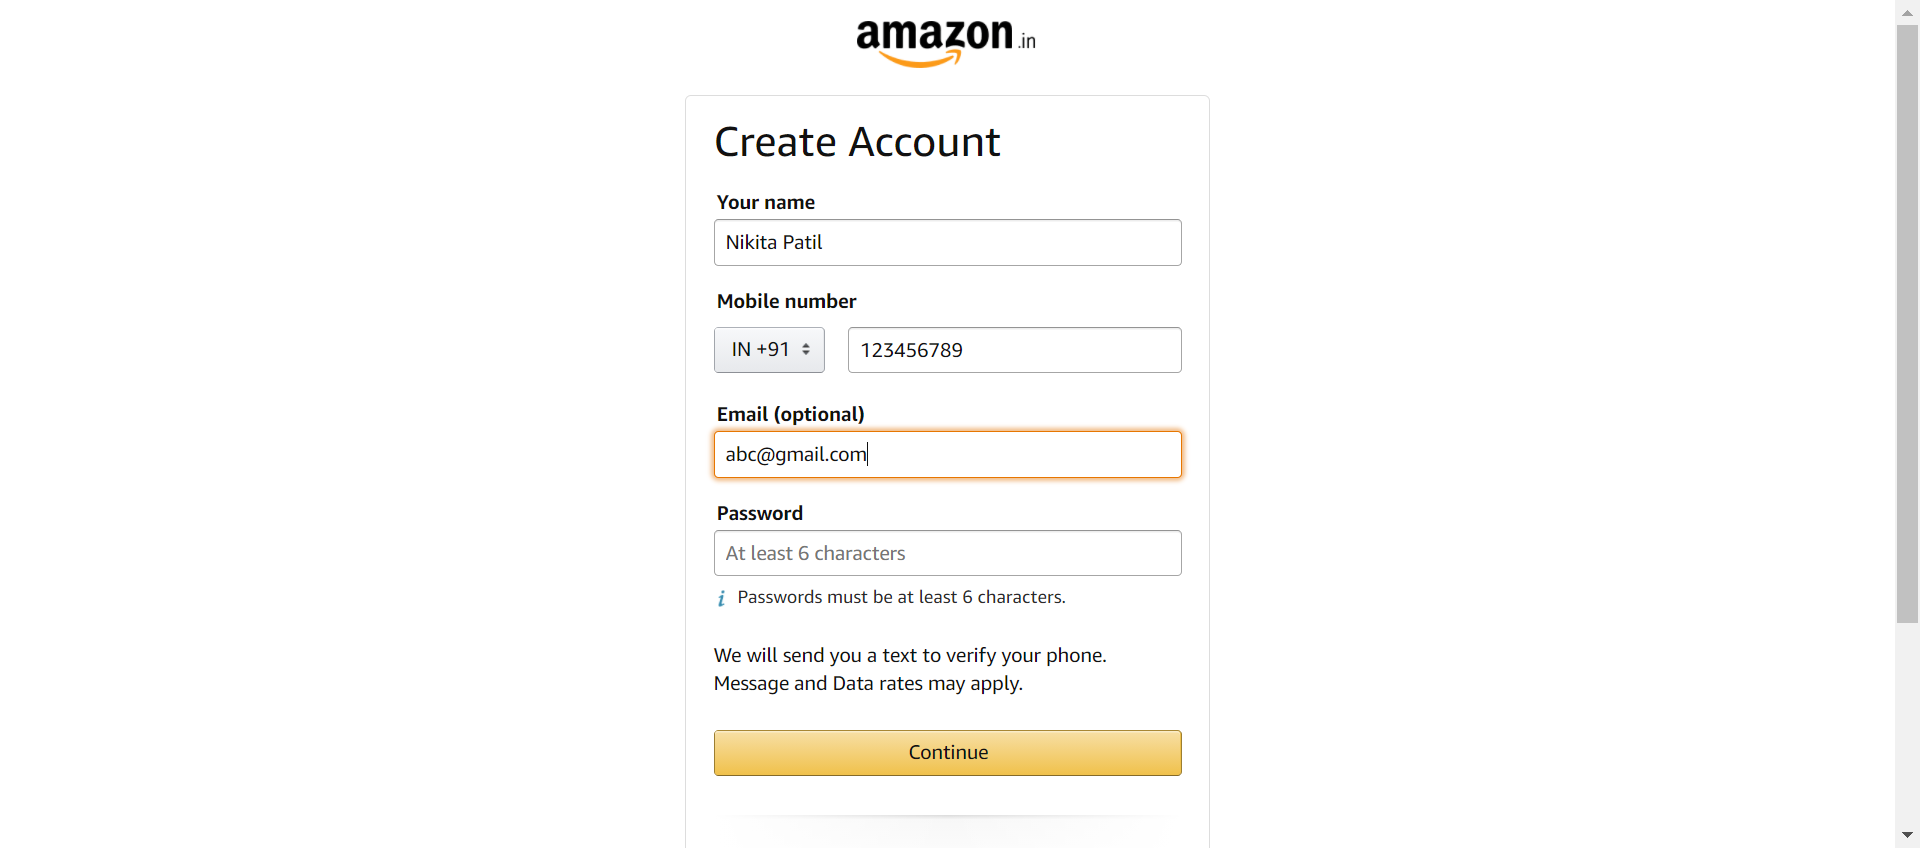 amazon.in
Create Account
Your name
Nikita Patil
Mobile number
IN +91 123456789
Email (optional)
abc@gmail.com
Password
At least 6 characters
i Passwords must be at least 6 characters.
We will send you a text to verify your phone.
Message and Data rates may apply.
Continue